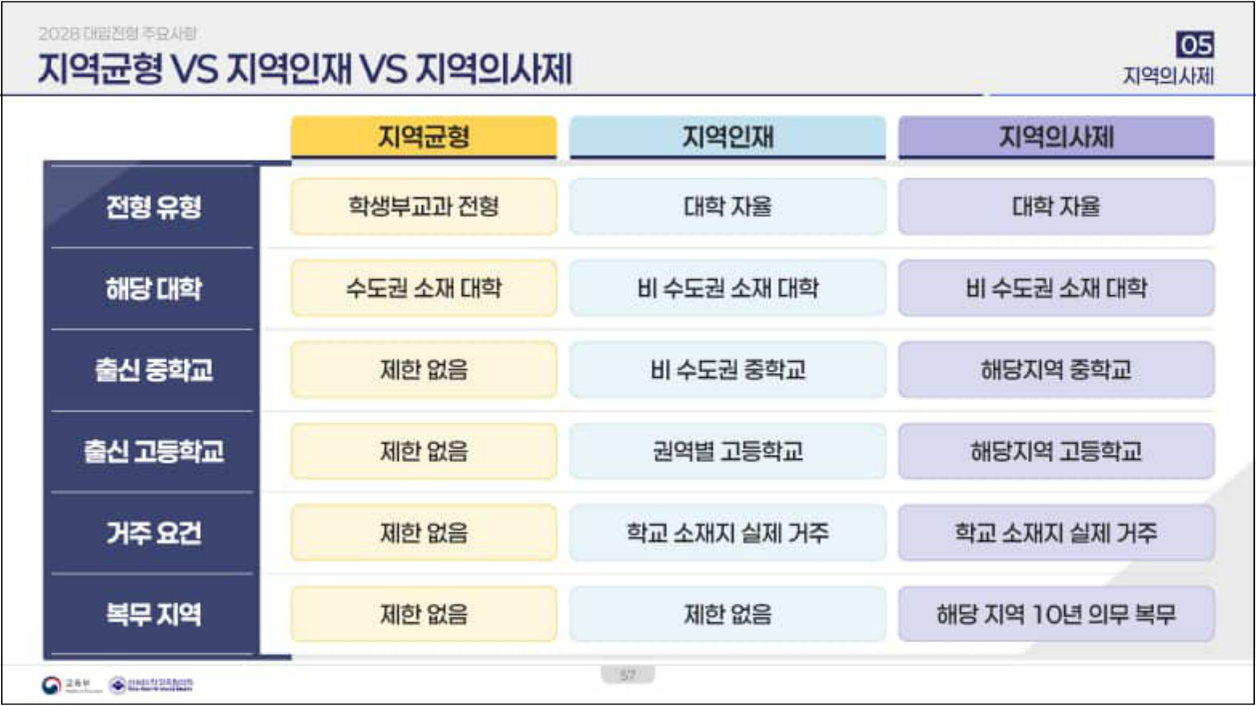 2028 대입전형 주요사항
지역균형 VS 지역인재 VS 지역의사제
05
지역의사제
지역균형 지역인재 지역의사제
전형 유형 학생부교과 전형 대학 자율 대학 자율
해당 대학 수도권 소재 대학 비 수도권 소재 대학 비 수도권 소재 대학
출신 중학교 제한 없음 비 수도권 중학교 해당지역 중학교
출신 고등학교 제한 없음 권역별 고등학교 해당지역 고등학교
거주 요건 제한 없음 학교 소재지 실제 거주 학교 소재지 실제 거주
복무 지역 제한 없음 제한 없음 해당 지역 10년 의무 복무
교육부
57